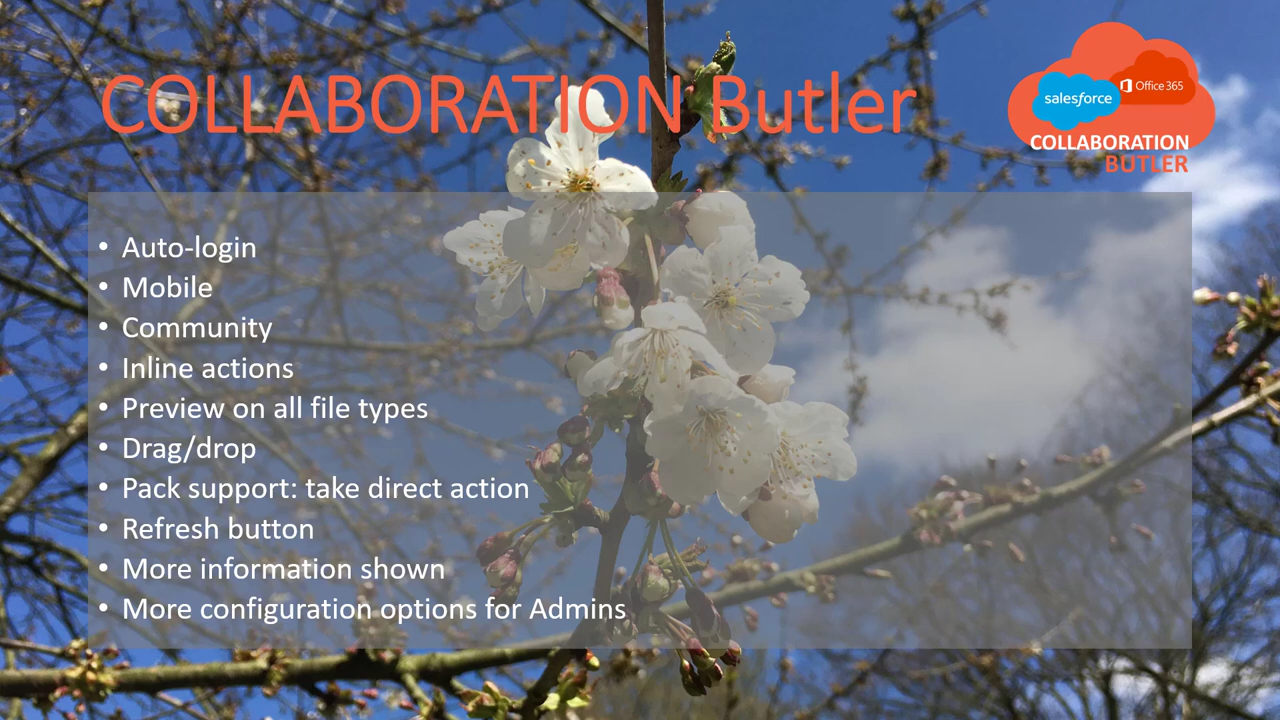 COLLABORATION Butler
salesforce
Office 365
COLLABORATION
BUTLER
• Auto-login
• Mobile
• Community
• Inline actions
• Preview on all file types
• Drag/drop
• Pack support: take direct action
• Refresh button
• More information shown
• More configuration options for Admins